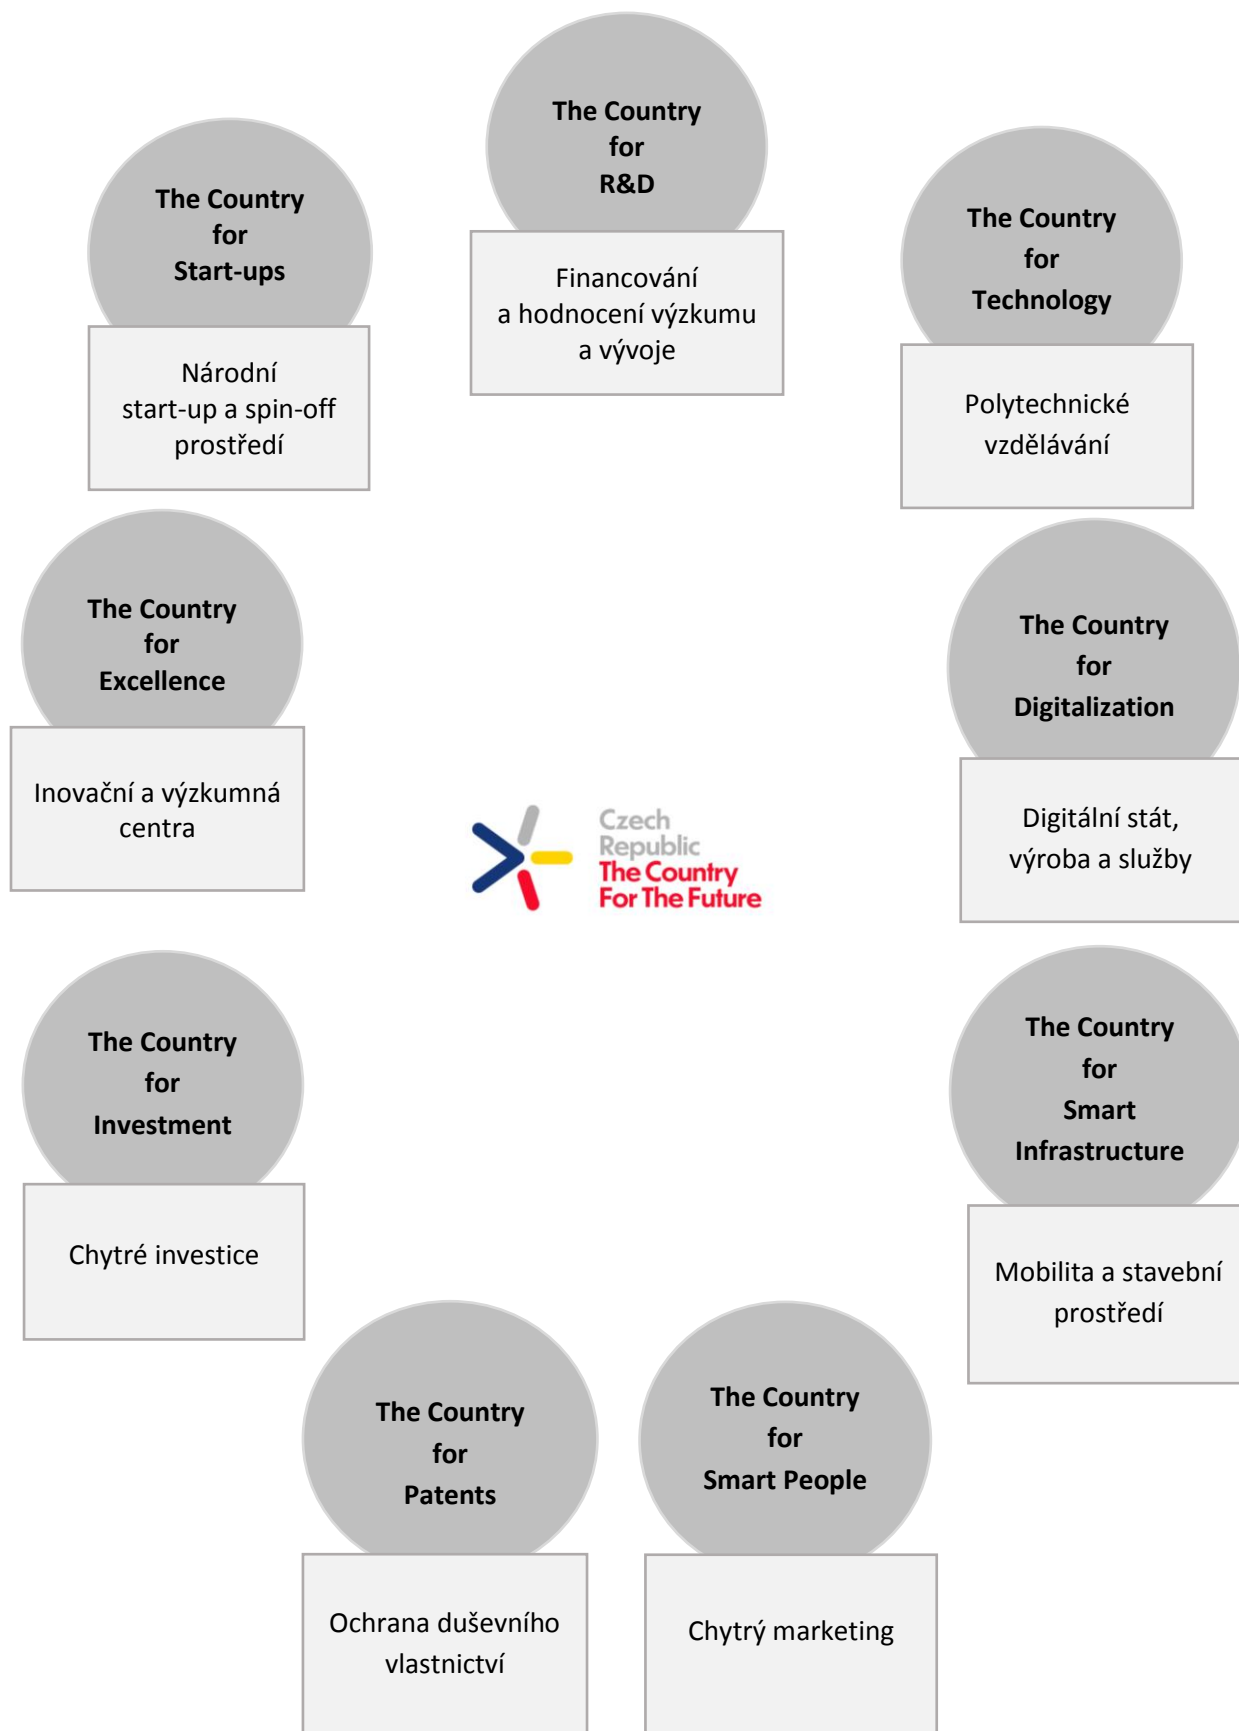 The Country
for
R&D
Financování
a hodnocení výzkumu
a vývoje
The Country
for
Start-ups
Národní
start-up a spin-off
prostředí
The Country
for
Technology
Polytechnické
vzdělávání
The Country
for
Excellence
Inovační a výzkumná
centra
The Country
for
Digitalization
Digitální stát,
výroba a služby
Czech
Republic
The Country
For The Future
The Country
for
Investment
Chytré investice
The Country
for
Smart
Infrastructure
Mobilita a stavební
prostředí
The Country
for
Patents
Ochrana duševního
vlastnictví
The Country
for
Smart People
Chytrý marketing